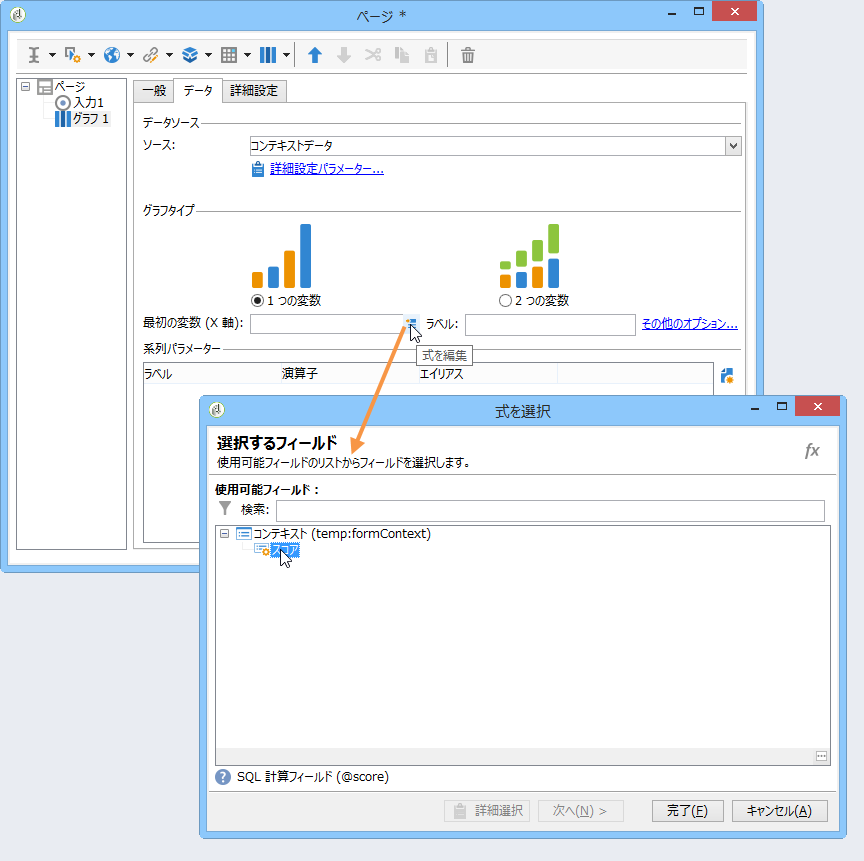 ページ *
ページ
入力1
グラフ 1
一般
データ
詳細設定
データソース
ソース:
コンテキストデータ
詳細設定パラメーター...
グラフタイプ
1 つの変数
2 つの変数
最初の変数 (X 軸):
ラベル:
その他のオプション...
式を編集
系列パラメーター
ラベル 演算子 エイリアス
式を選択
選択するフィールド
使用可能フィールドのリストからフィールドを選択します。
fx
使用可能フィールド :
検索:
コンテキスト (temp:formContext)
スコア
SQL 計算フィールド (@score)
詳細選択
次へ(N) >
完了(F)
キャンセル(A)